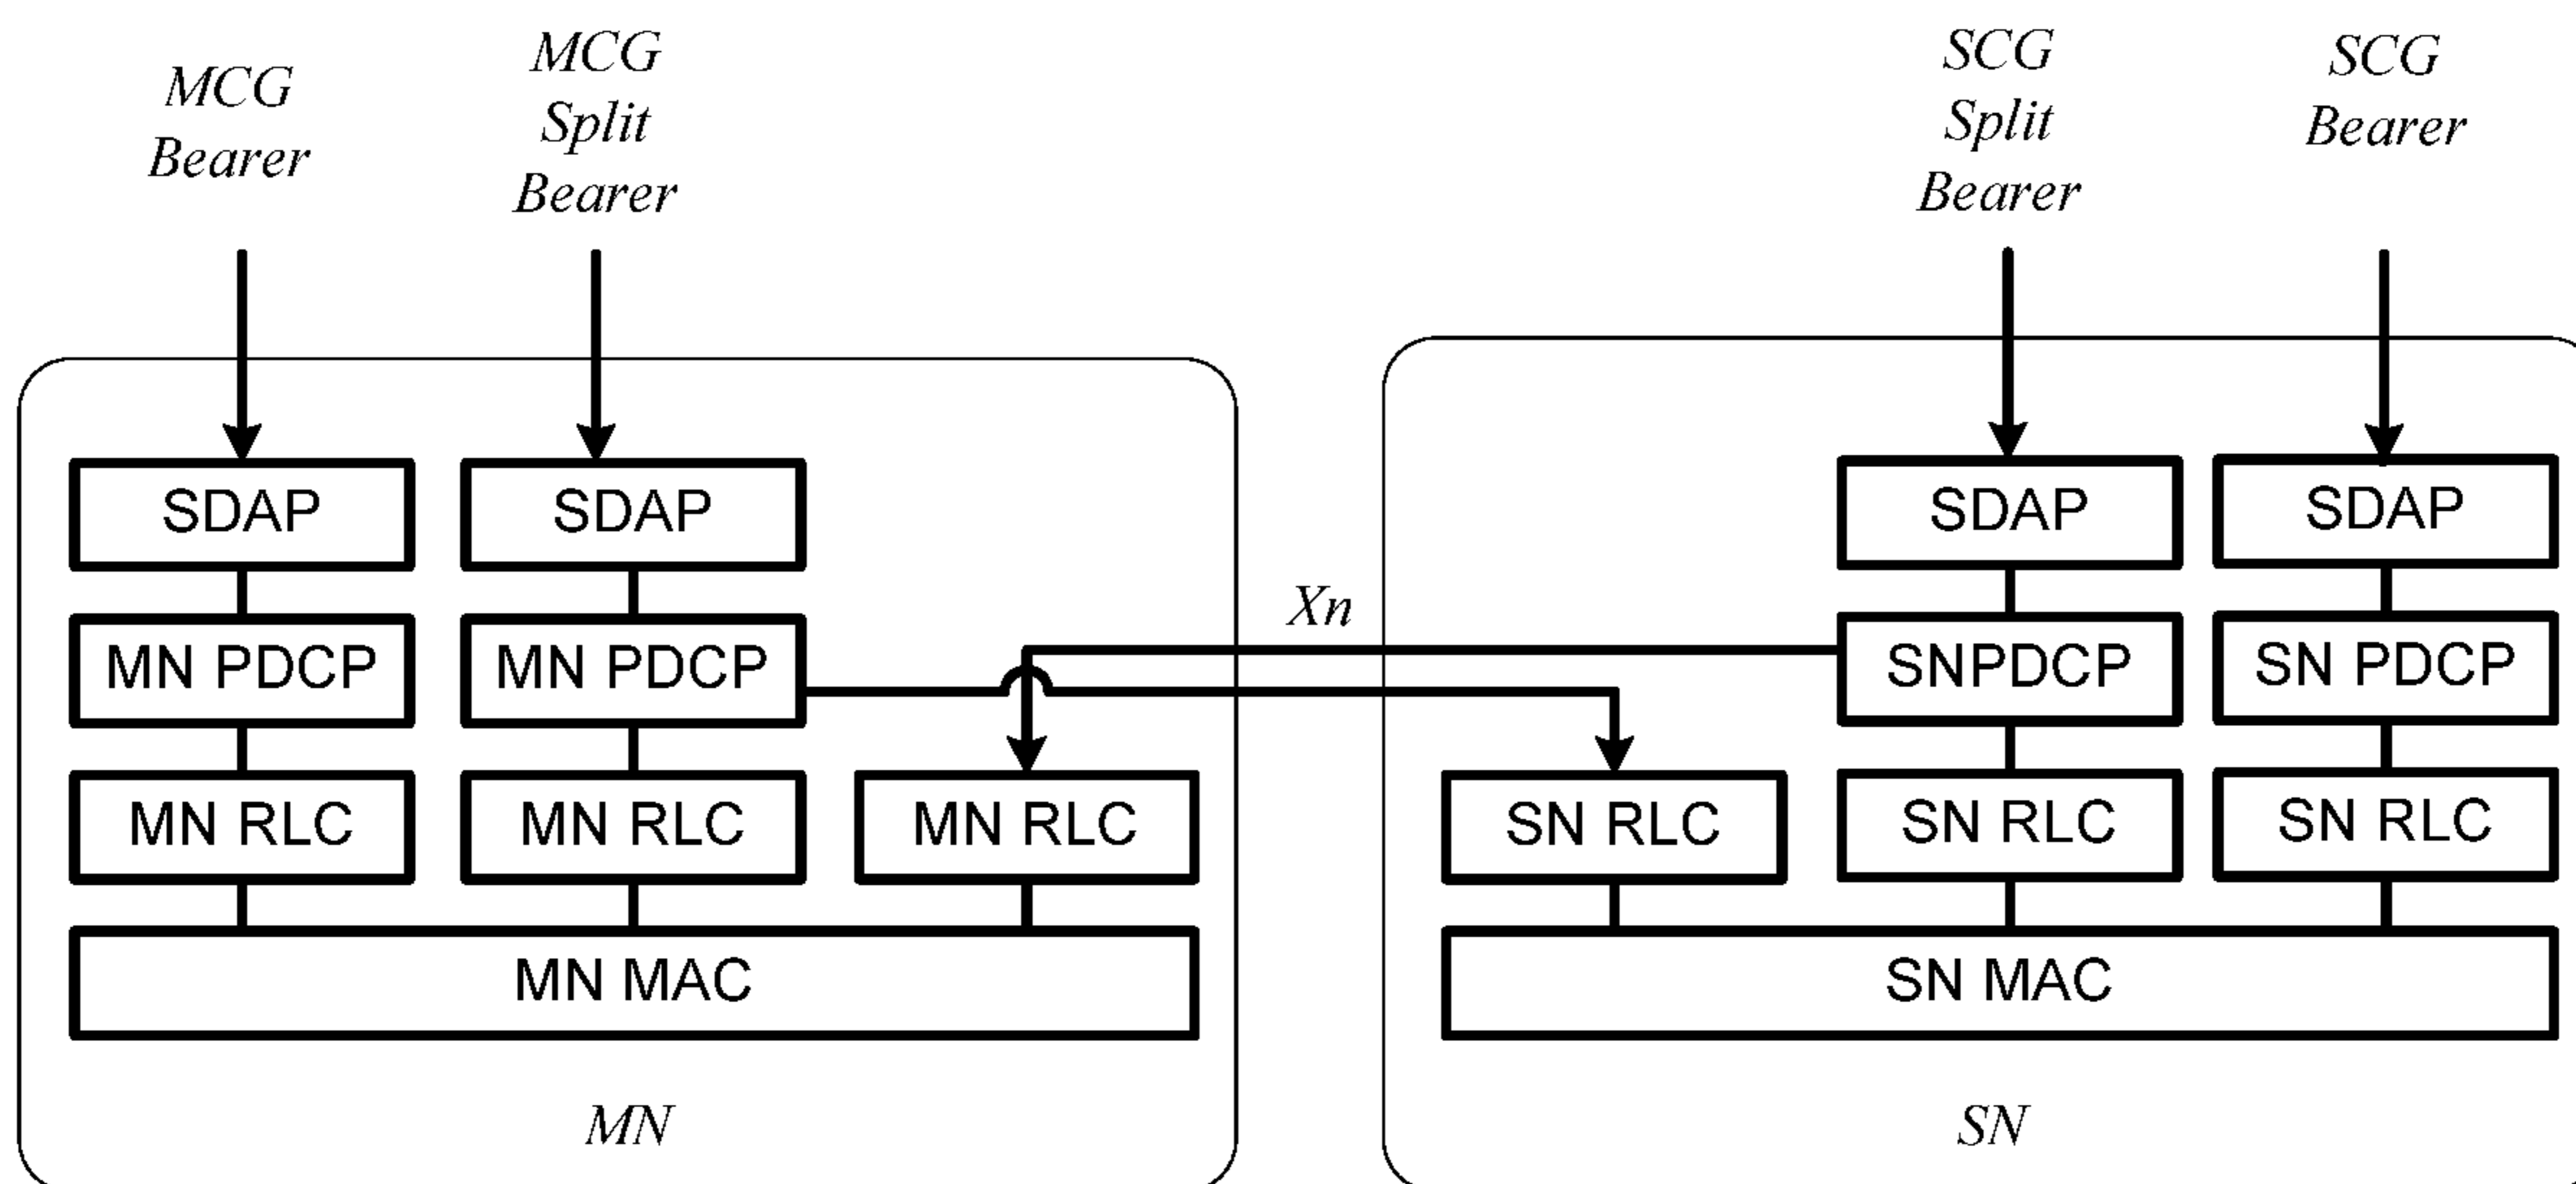 MCG
Bearer
MCG
Split
Bearer
SCG
Split
Bearer
SCG
Bearer
SDAP
SDAP
SDAP
SDAP
Xn
MN PDCP
MN PDCP
SNPDCP
SN PDCP
MN RLC
MN RLC
MN RLC
SN RLC
SN RLC
SN RLC
MN MAC
SN MAC
MN
SN